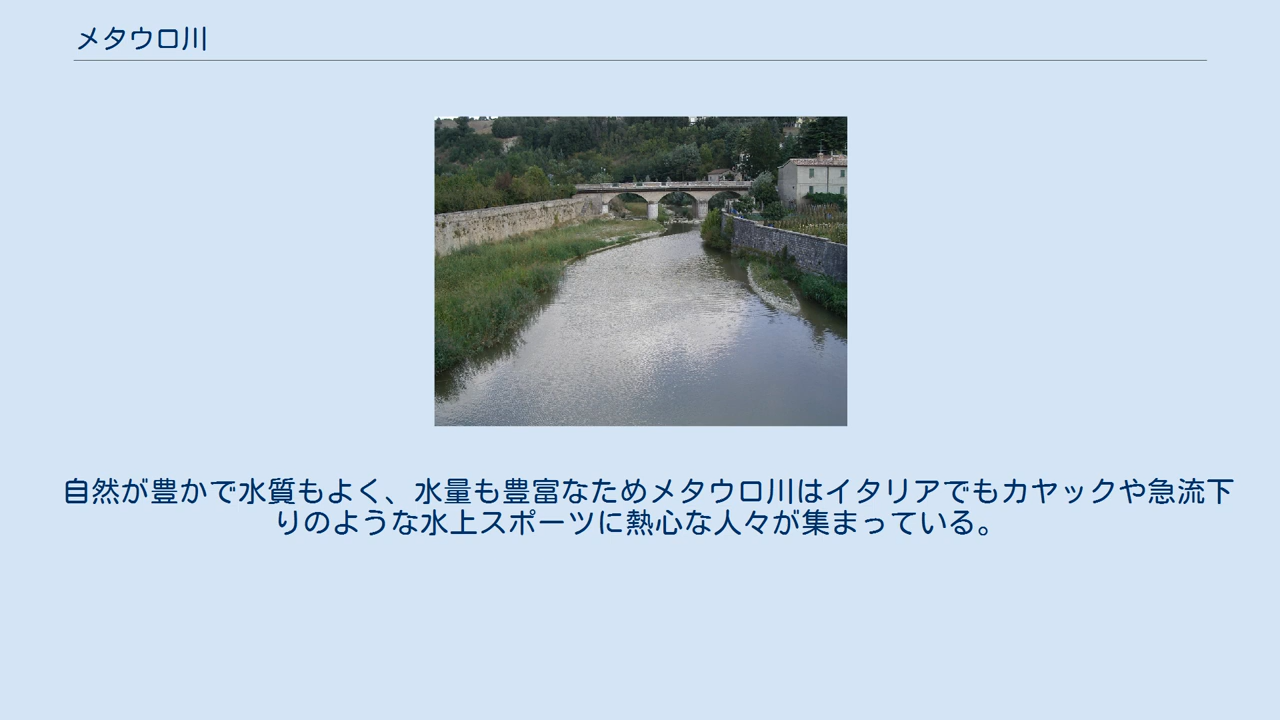 メタウロ川
自然が豊かで水質もよく、水量も豊富なためメタウロ川はイタリアでもカヤックや急流下
りのような水上スポーツに熱心な人々が集まっている。